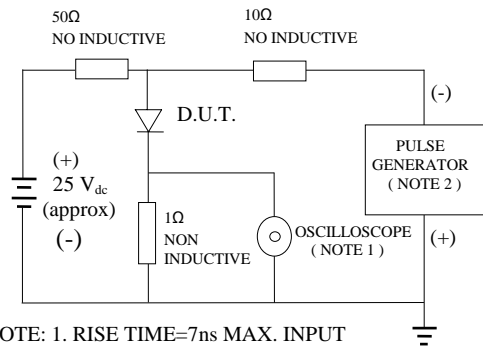 50Ω
NO INDUCTIVE
10Ω
NO INDUCTIVE
D.U.T.
(-)
PULSE
GENERATOR
( NOTE 2 )
(+)
25 Vdc
(approx)
(-)
1Ω
NON
INDUCTIVE
OSCILLOSCOPE
( NOTE 1 )
(+)
OTE: 1. RISE TIME=7ns MAX. INPUT